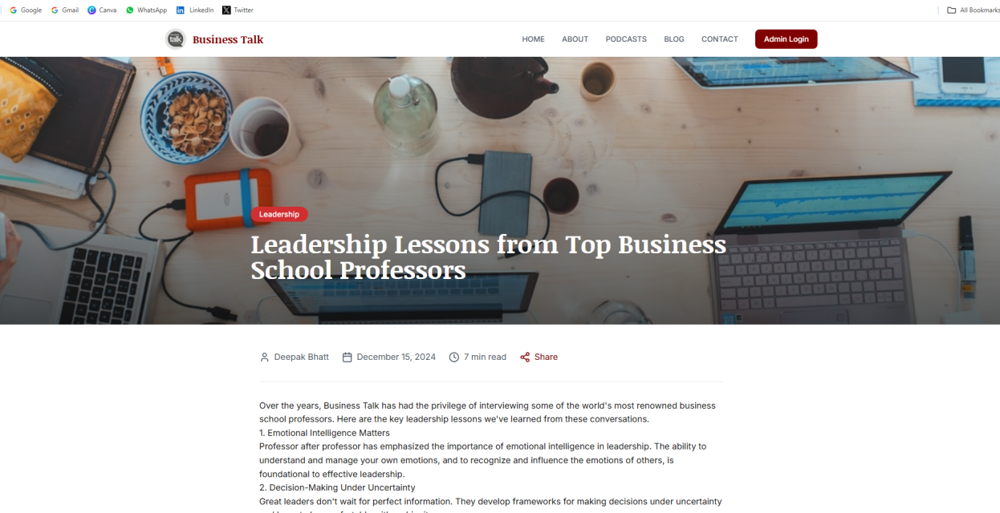 Google Gmail Canva WhatsApp LinkedIn Twitter All Bookmarks
talk Business Talk HOME ABOUT PODCASTS BLOG CONTACT Admin Login
Leadership
Leadership Lessons from Top Business
School Professors
Deepak Bhatt December 15, 2024 7 min read Share
Over the years, Business Talk has had the privilege of interviewing some of the world's most renowned business
school professors. Here are the key leadership lessons we've learned from these conversations.
1. Emotional Intelligence Matters
Professor after professor has emphasized the importance of emotional intelligence in leadership. The ability to
understand and manage your own emotions, and to recognize and influence the emotions of others, is
foundational to effective leadership.
2. Decision-Making Under Uncertainty
Great leaders don't wait for perfect information. They develop frameworks for making decisions under uncertainty